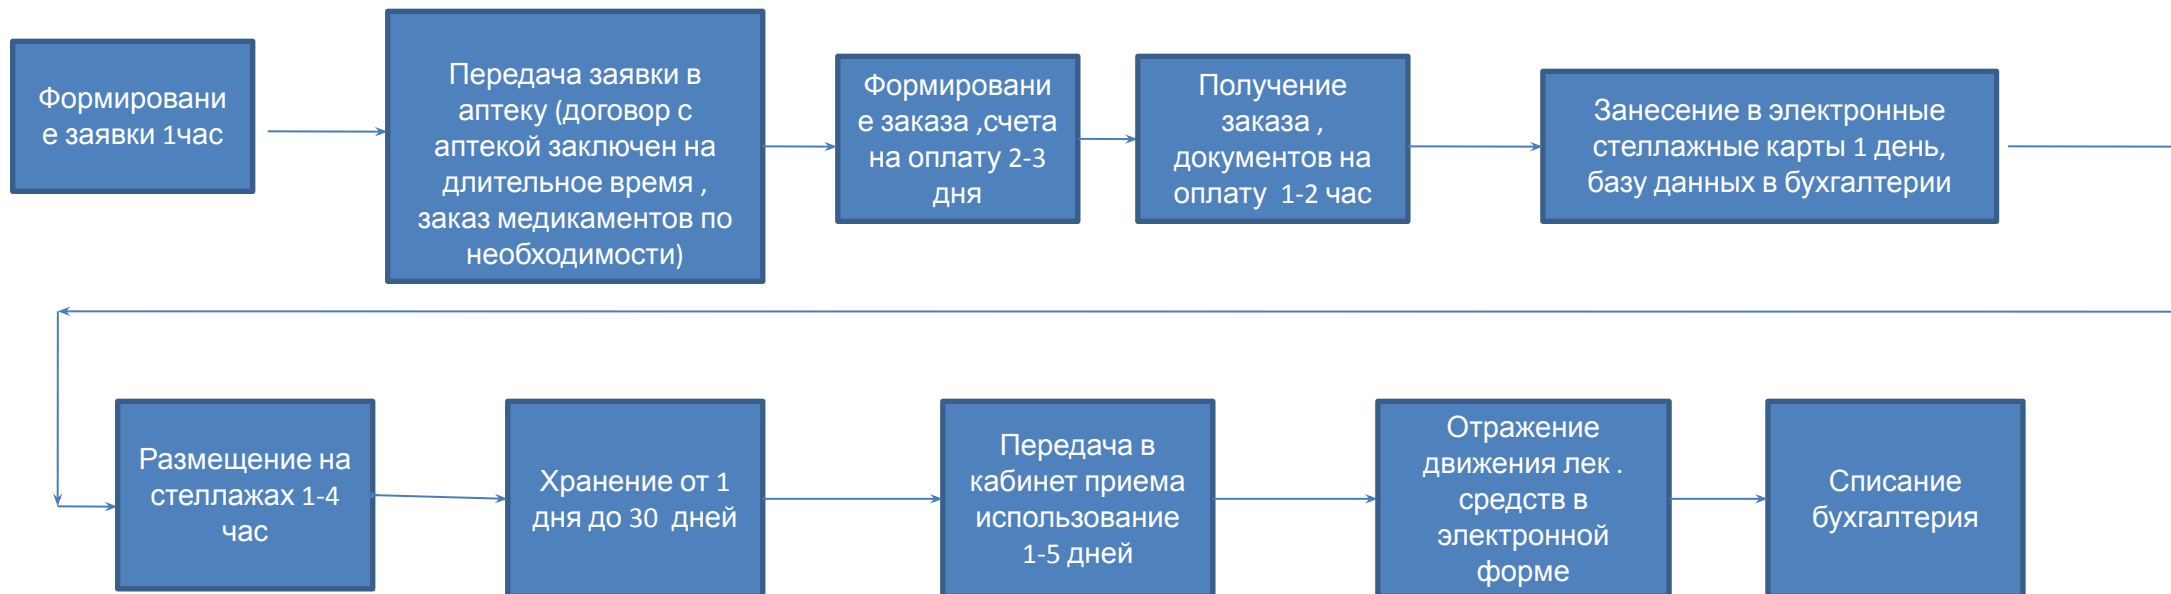 Формировани
е заявки 1час
Передача заявки в
аптеку (договор с
аптекой заключен на
длительное время ,
заказ медикаментов по
необходимости)
Формировани
е заказа ,счета
на оплату 2-3
дня
Получение
заказа ,
документов на
оплату 1-2 час
Занесение в электронные
стеллажные карты 1 день,
базу данных в бухгалтерии
Размещение на
стеллажах 1-4
час
Хранение от 1
дня до 30 дней
Передача в
кабинет приема
использование
1-5 дней
Отражение
движения лек .
средств в
электронной
форме
Списание
бухгалтерия